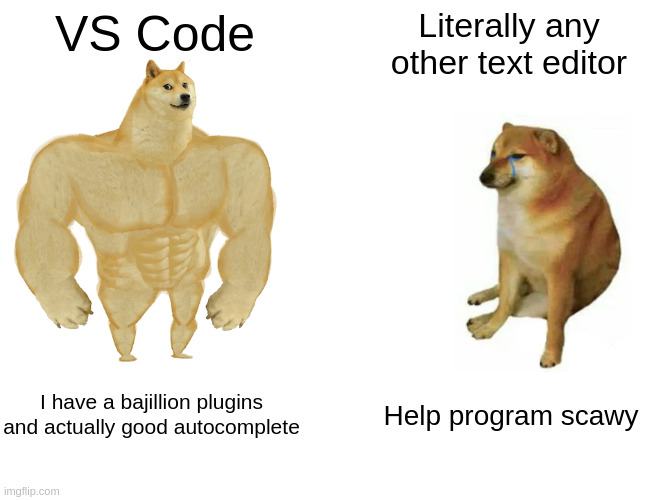 VS Code
Literally any
other text editor
I have a bajillion plugins
and actually good autocomplete
Help program scawy
imgflip.com